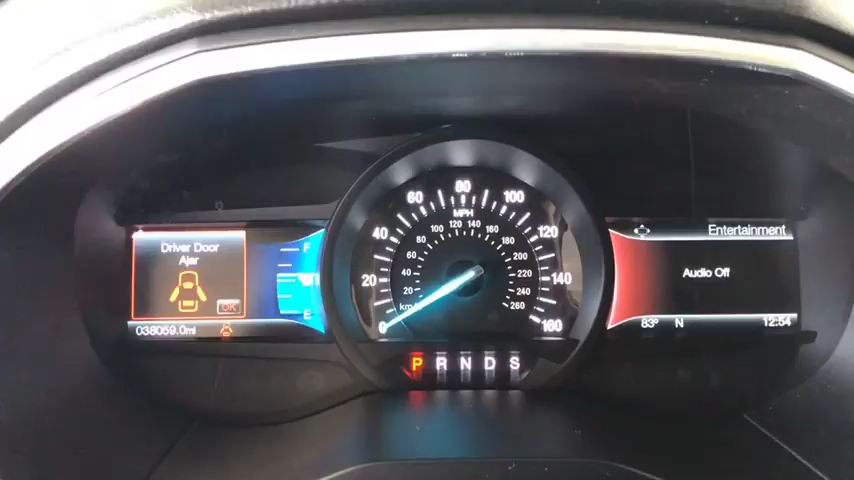 Driver Door
Ajar
OK
038059.0mi
F
E
0
20
40
60
80
100
120
140
160
MPH
km/h
20
40
60
80
100
120
140
160
180
200
220
240
260
P R N D S
Entertainment
Audio Off
83° N 12:54